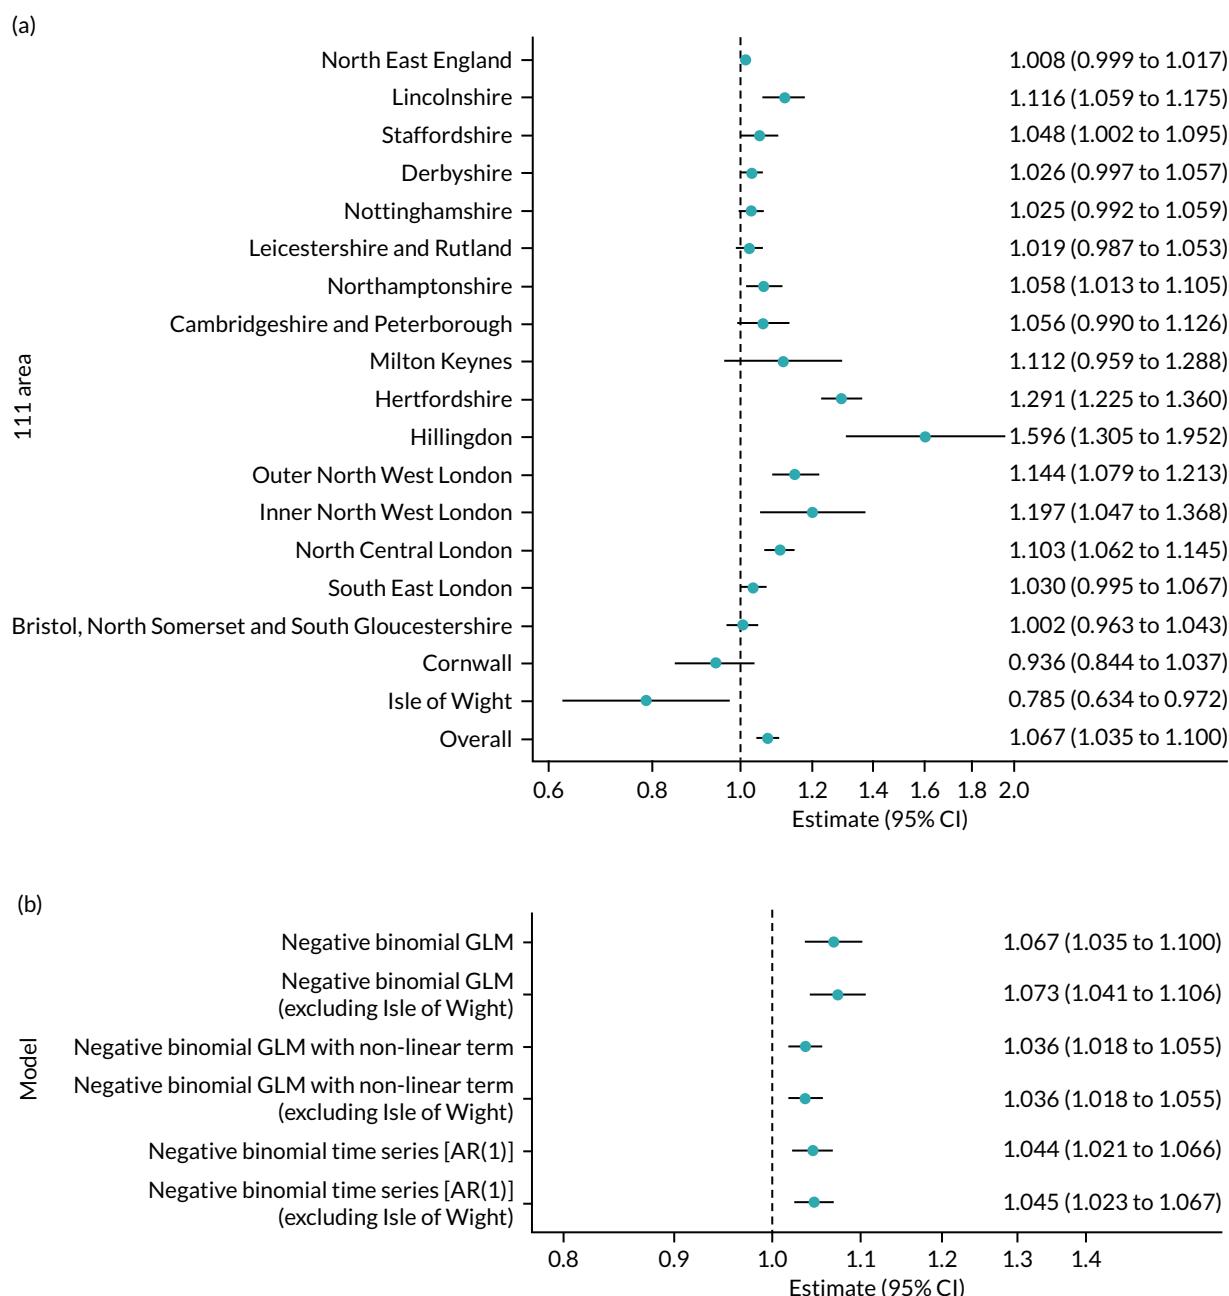 (a)
North East England 1.008 (0.999 to 1.017)
Lincolnshire 1.116 (1.059 to 1.175)
Staffordshire 1.048 (1.002 to 1.095)
Derbyshire 1.026 (0.997 to 1.057)
Nottinghamshire 1.025 (0.992 to 1.059)
Leicestershire and Rutland 1.019 (0.987 to 1.053)
Northamptonshire 1.058 (1.013 to 1.105)
Cambridgeshire and Peterborough 1.056 (0.990 to 1.126)
Milton Keynes 1.112 (0.959 to 1.288)
Hertfordshire 1.291 (1.225 to 1.360)
Hillingdon 1.596 (1.305 to 1.952)
Outer North West London 1.144 (1.079 to 1.213)
Inner North West London 1.197 (1.047 to 1.368)
North Central London 1.103 (1.062 to 1.145)
South East London 1.030 (0.995 to 1.067)
Bristol, North Somerset and South Gloucestershire 1.002 (0.963 to 1.043)
Cornwall 0.936 (0.844 to 1.037)
Isle of Wight 0.785 (0.634 to 0.972)
Overall 1.067 (1.035 to 1.100)
111 area
0.6 0.8 1.0 1.2 1.4 1.6 1.8 2.0
Estimate (95% CI)
(b)
Negative binomial GLM 1.067 (1.035 to 1.100)
Negative binomial GLM
(excluding Isle of Wight) 1.073 (1.041 to 1.106)
Negative binomial GLM with non-linear term 1.036 (1.018 to 1.055)
Negative binomial GLM with non-linear term
(excluding Isle of Wight) 1.036 (1.018 to 1.055)
Negative binomial time series [AR(1)] 1.044 (1.021 to 1.066)
Negative binomial time series [AR(1)]
(excluding Isle of Wight) 1.045 (1.023 to 1.067)
Model
0.8 0.9 1.0 1.1 1.2 1.3 1.4
Estimate (95% CI)